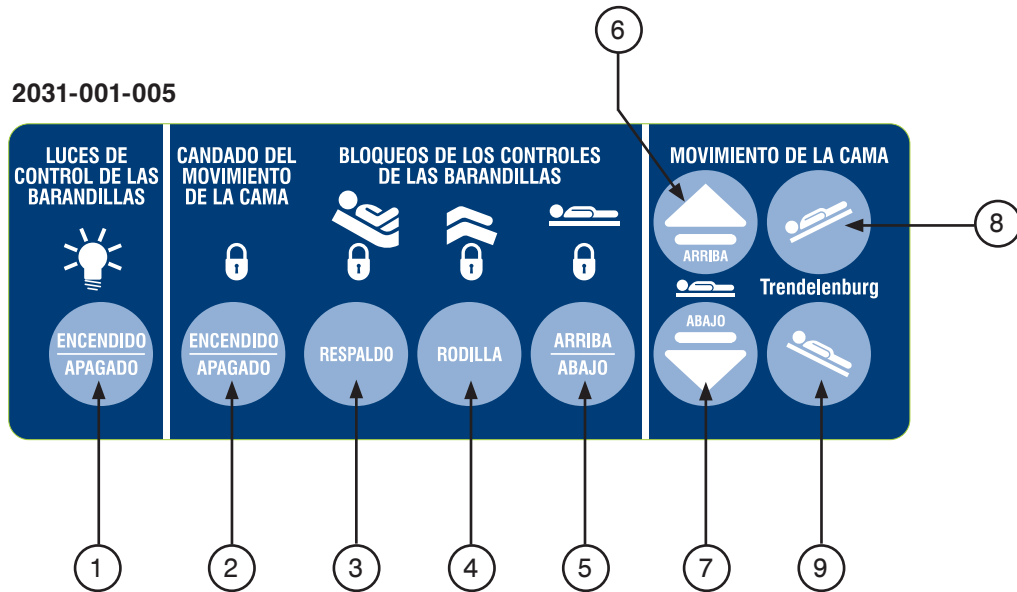 6
2031-001-005
LUCES DE
CONTROL DE LAS
BARANDILLAS
ENCENDIDO
APAGADO
CANDADO DEL
MOVIMIENTO
DE LA CAMA
ENCENDIDO
APAGADO
BLOQUEOS DE LOS CONTROLES
DE LAS BARANDILLAS
RESPALDO
RODILLA
ARRIBA
ABAJO
MOVIMIENTO DE LA CAMA
ARRIBA
8
Trendelenburg
ABAJO
1
2
3
4
5
7
9